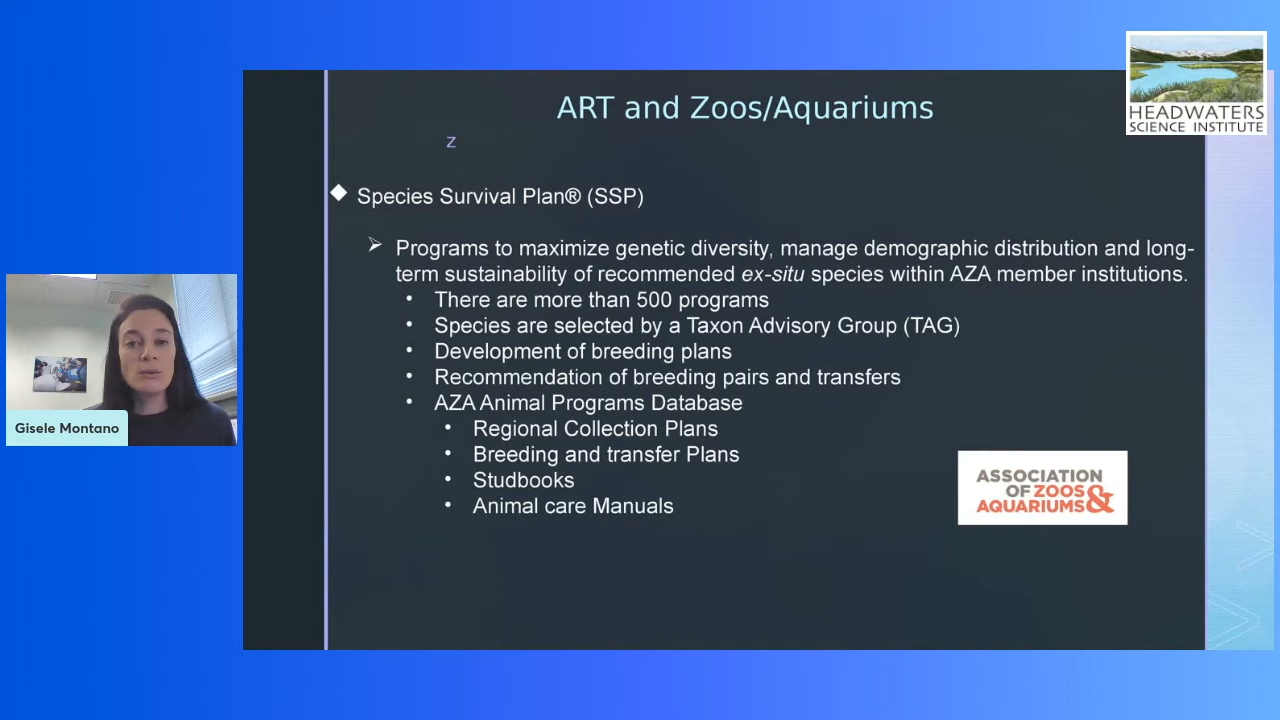 HEADWATERS
SCIENCE INSTITUTE
ART and Zoos/Aquariums
z
Species Survival Plan® (SSP)
Programs to maximize genetic diversity, manage demographic distribution and long-
term sustainability of recommended ex-situ species within AZA member institutions.
There are more than 500 programs
Species are selected by a Taxon Advisory Group (TAG)
Development of breeding plans
Recommendation of breeding pairs and transfers
AZA Animal Programs Database
Regional Collection Plans
Breeding and transfer Plans
Studbooks
Animal care Manuals
ASSOCIATION
OF ZOOS
AQUARIUMS &
Gisele Montano